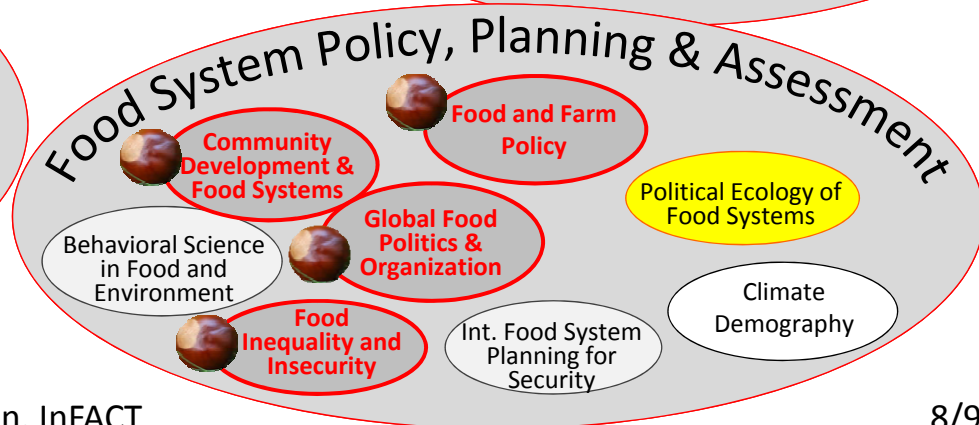 Food System Policy, Planning & Assessment
Food and Farm
Policy
Community
Development &
Food Systems
Political Ecology of
Food Systems
Global Food
Politics &
Organization
Behavioral Science
in Food and
Environment
Climate
Demography
Food
Inequality and
Insecurity
Int. Food System
Planning for
Security
InFACT
8/9